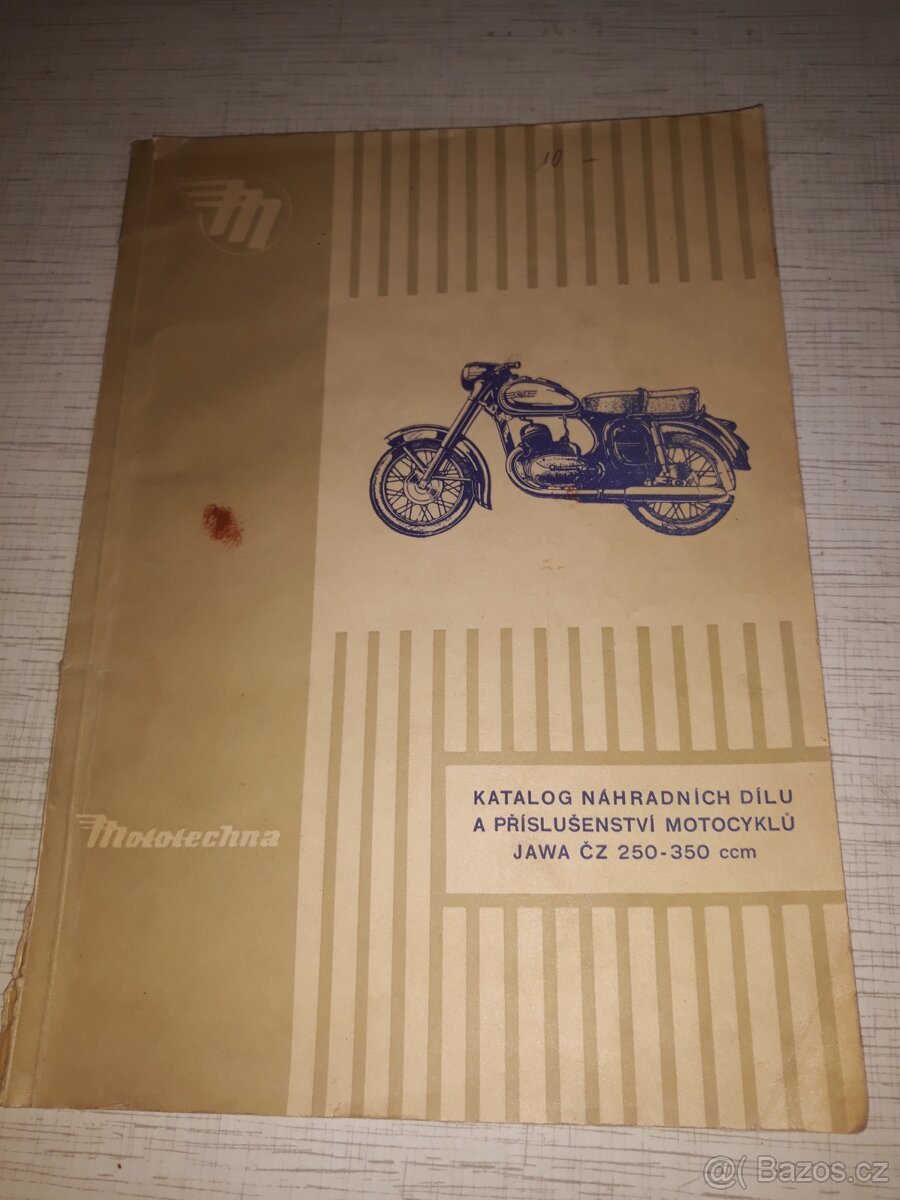 10 -
Mototechna
KATALOG NÁHRADNÍCH DÍLU
A PŘÍSLUŠENSTVÍ MOTOCYKLŮ
JAWA ČZ 250-350 ccm
@( Bazos.cz